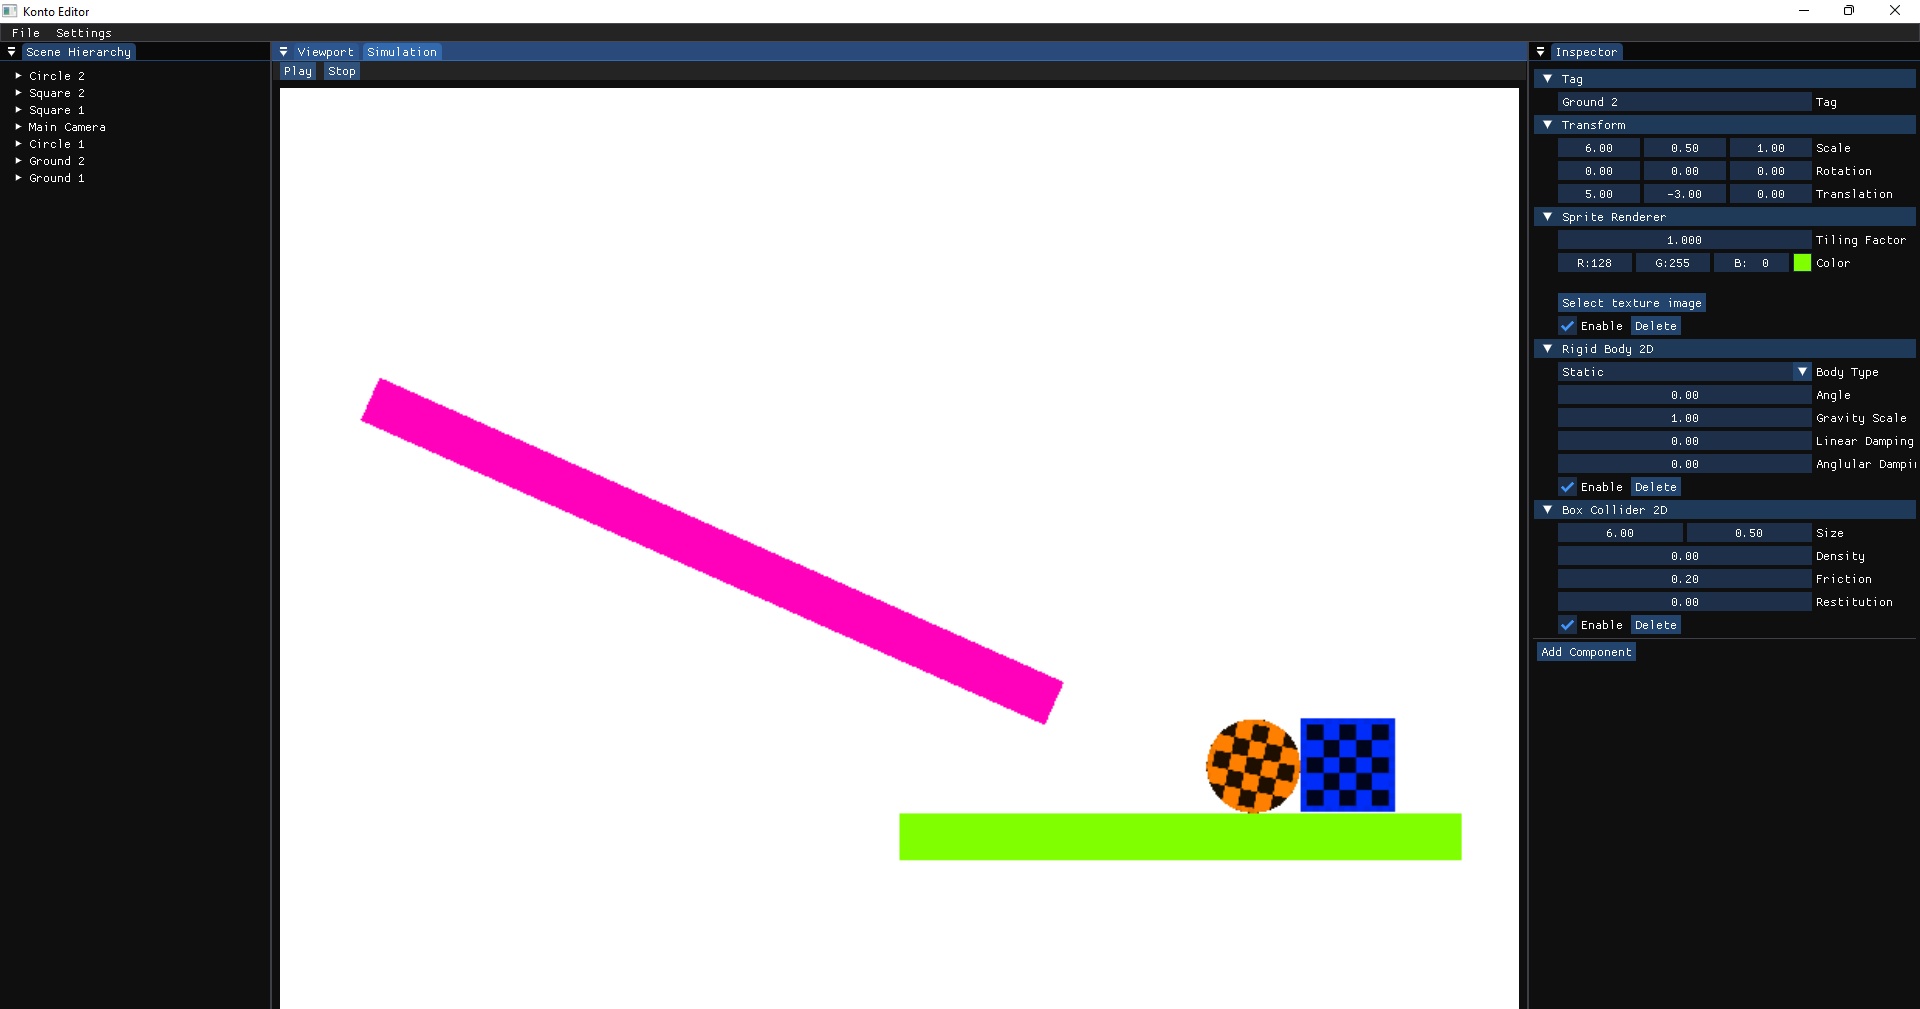 Konto Editor
File Settings
Scene Hierarchy
Circle 2
Square 2
Square 1
Main Camera
Circle 1
Ground 2
Ground 1
Viewport Simulation
Play Stop
Inspector
Tag
Ground 2 Tag
Transform
6.00 0.50 1.00 Scale
0.00 0.00 0.00 Rotation
5.00 -3.00 0.00 Translation
Sprite Renderer
1.000 Tiling Factor
R:128 G:255 B: 0 Color
Select texture image
Enable Delete
Rigid Body 2D
Static Body Type
0.00 Angle
1.00 Gravity Scale
0.00 Linear Damping
0.00 Anglular Dampi
Enable Delete
Box Collider 2D
6.00 0.50 Size
0.00 Density
0.20 Friction
0.00 Restitution
Enable Delete
Add Component